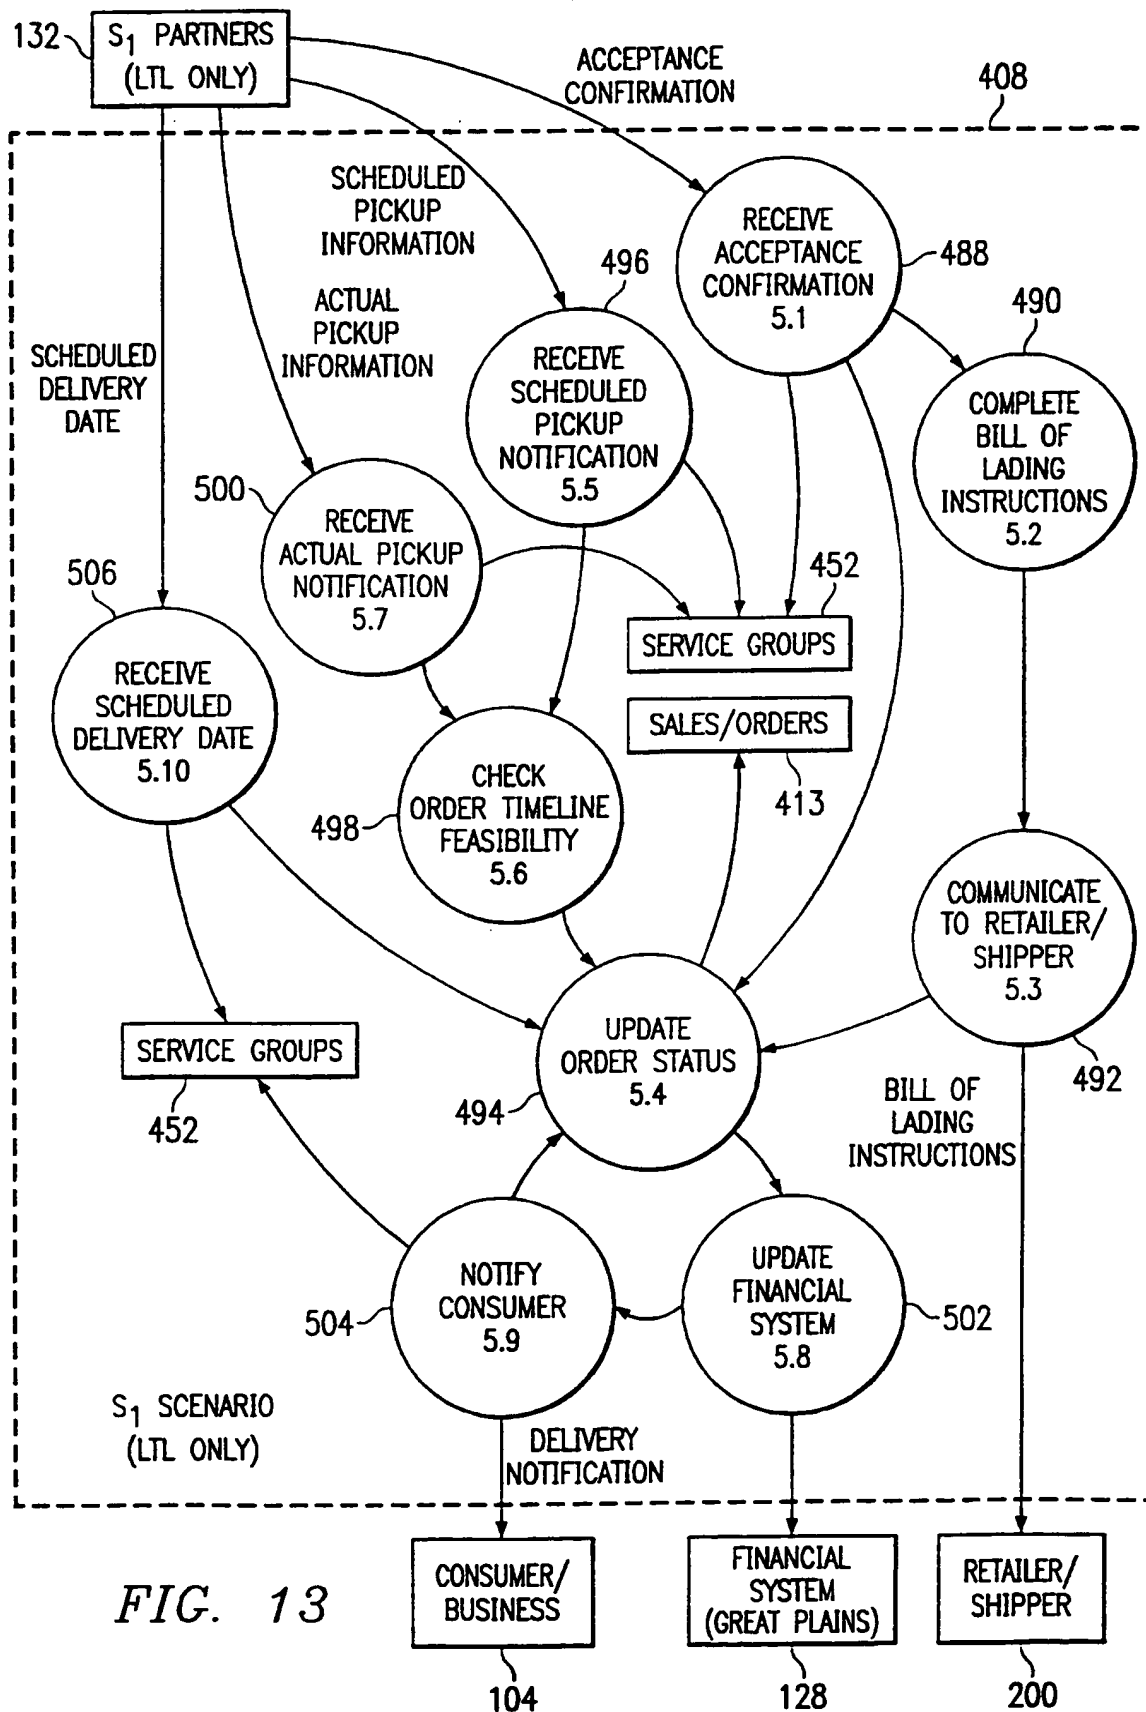 132
S1 PARTNERS
(LTL ONLY)
ACCEPTANCE
CONFIRMATION
408
SCHEDULED
PICKUP
INFORMATION
RECEIVE
ACCEPTANCE
CONFIRMATION
5.1
488
496
490
ACTUAL
PICKUP
INFORMATION
SCHEDULED
DELIVERY
DATE
RECEIVE
SCHEDULED
PICKUP
NOTIFICATION
5.5
COMPLETE
BILL OF
LADING
INSTRUCTIONS
5.2
500
RECEIVE
ACTUAL PICKUP
NOTIFICATION
5.7
506
452
SERVICE GROUPS
RECEIVE
SCHEDULED
DELIVERY DATE
5.10
SALES/ORDERS
413
CHECK
ORDER TIMELINE
FEASIBILITY
5.6
498
COMMUNICATE
TO RETAILER/
SHIPPER
5.3
492
SERVICE GROUPS
452
UPDATE
ORDER STATUS
5.4
494
BILL OF
LADING
INSTRUCTIONS
NOTIFY
CONSUMER
5.9
504
UPDATE
FINANCIAL
SYSTEM
5.8
502
S1 SCENARIO
(LTL ONLY)
DELIVERY
NOTIFICATION
CONSUMER/
BUSINESS
104
FINANCIAL
SYSTEM
(GREAT PLAINS)
128
RETAILER/
SHIPPER
200
FIG. 13